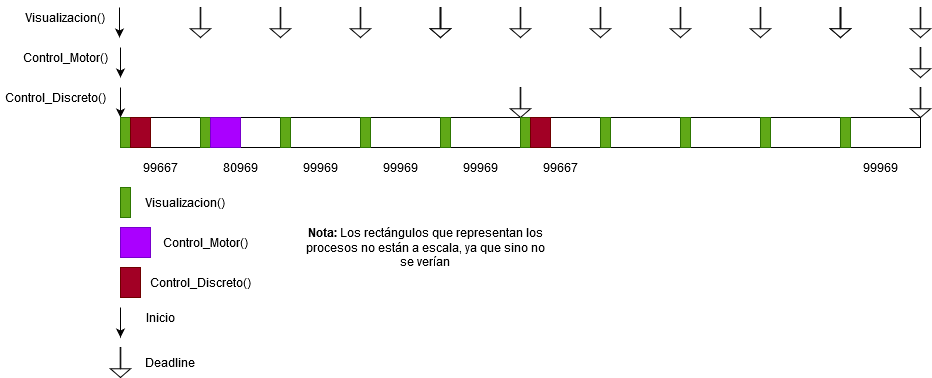 Visualizacion()
Control_Motor()
Control_Discreto()
99667 80969 99969 99969 99969 99667 99969
Visualizacion()
Control_Motor()
Control_Discreto()
Inicio
Deadline
Nota: Los rectángulos que representan los
procesos no están a escala, ya que sino no
se verían